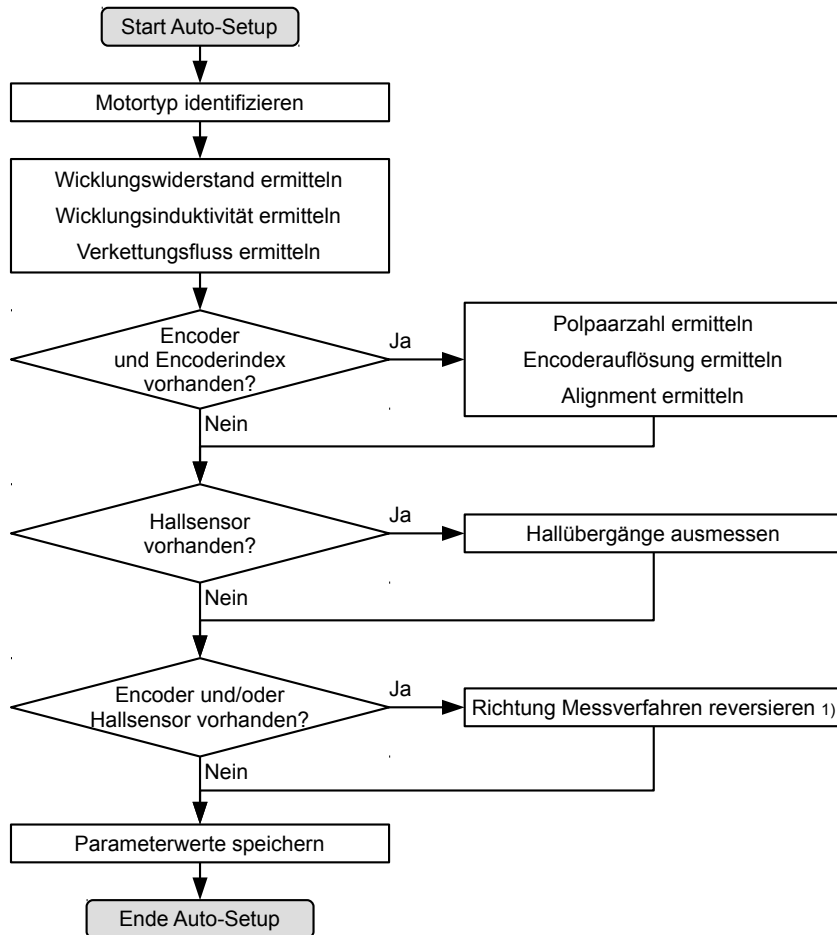 Start Auto-Setup
Motortyp identifizieren
Wicklungswiderstand ermitteln
Wicklungsinduktivität ermitteln
Verkettungsfluss ermitteln
Encoder
und Encoderindex
vorhanden?
Ja
Polpaarzahl ermitteln
Encoderauflösung ermitteln
Alignment ermitteln
Nein
Hallsensor
vorhanden?
Ja
Hallübergänge ausmessen
Nein
Encoder und/oder
Hallsensor vorhanden?
Ja
Richtung Messverfahren reversieren 1)
Nein
Parameterwerte speichern
Ende Auto-Setup